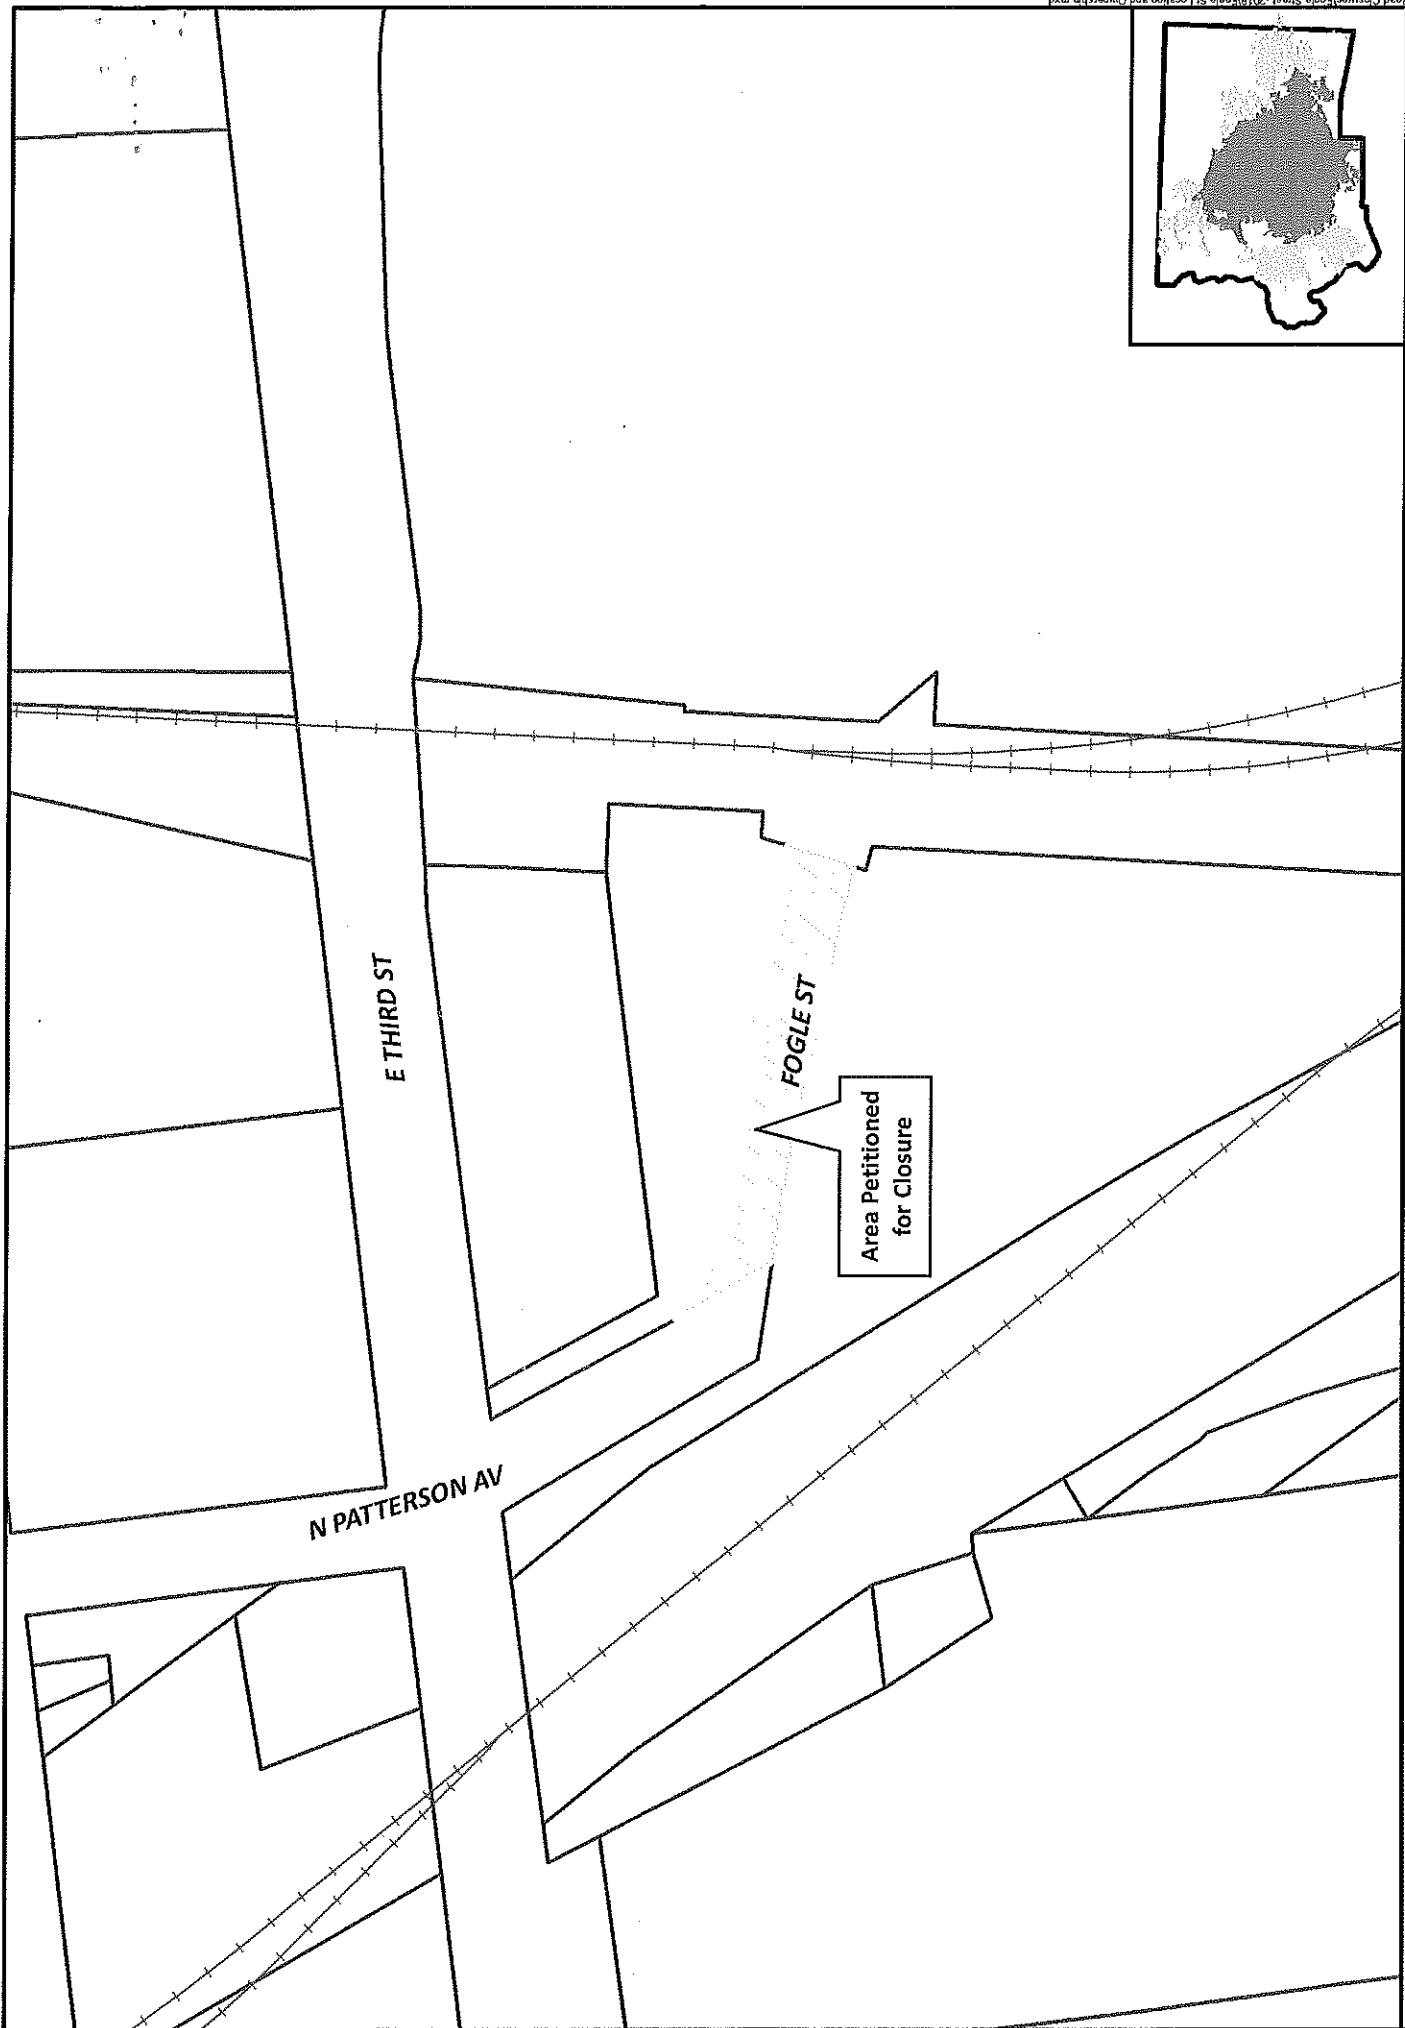 E THIRD ST
FOGLE ST
Area Petitioned
for Closure
N PATTERSON AV